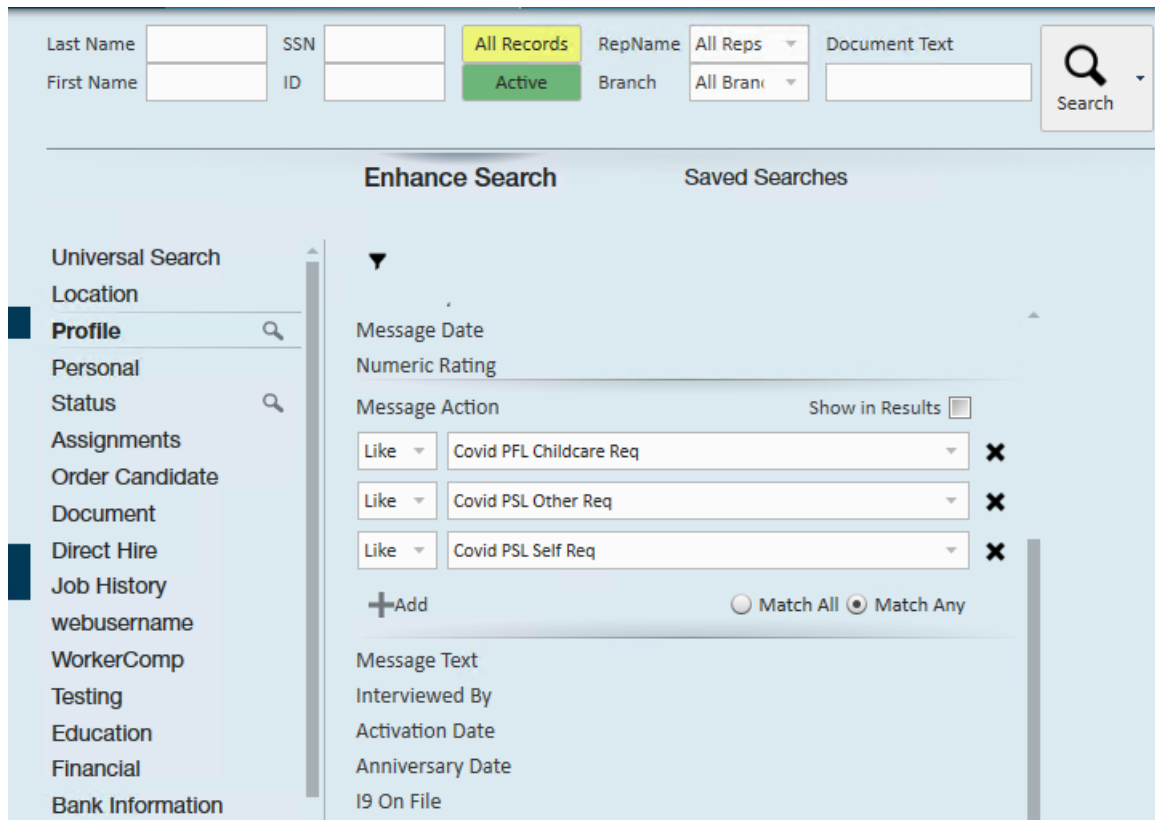 Last Name SSN All Records RepName All Reps Document Text
First Name ID Active Branch All Bran Search
Enhance Search Saved Searches
Universal Search
Location
Profile
Personal
Status
Assignments
Order Candidate
Document
Direct Hire
Job History
webusername
WorkerComp
Testing
Education
Financial
Bank Information
Message Date
Numeric Rating
Message Action Show in Results
Like Covid PFL Childcare Req
Like Covid PSL Other Req
Like Covid PSL Self Req
Add Match All Match Any
Message Text
Interviewed By
Activation Date
Anniversary Date
I9 On File